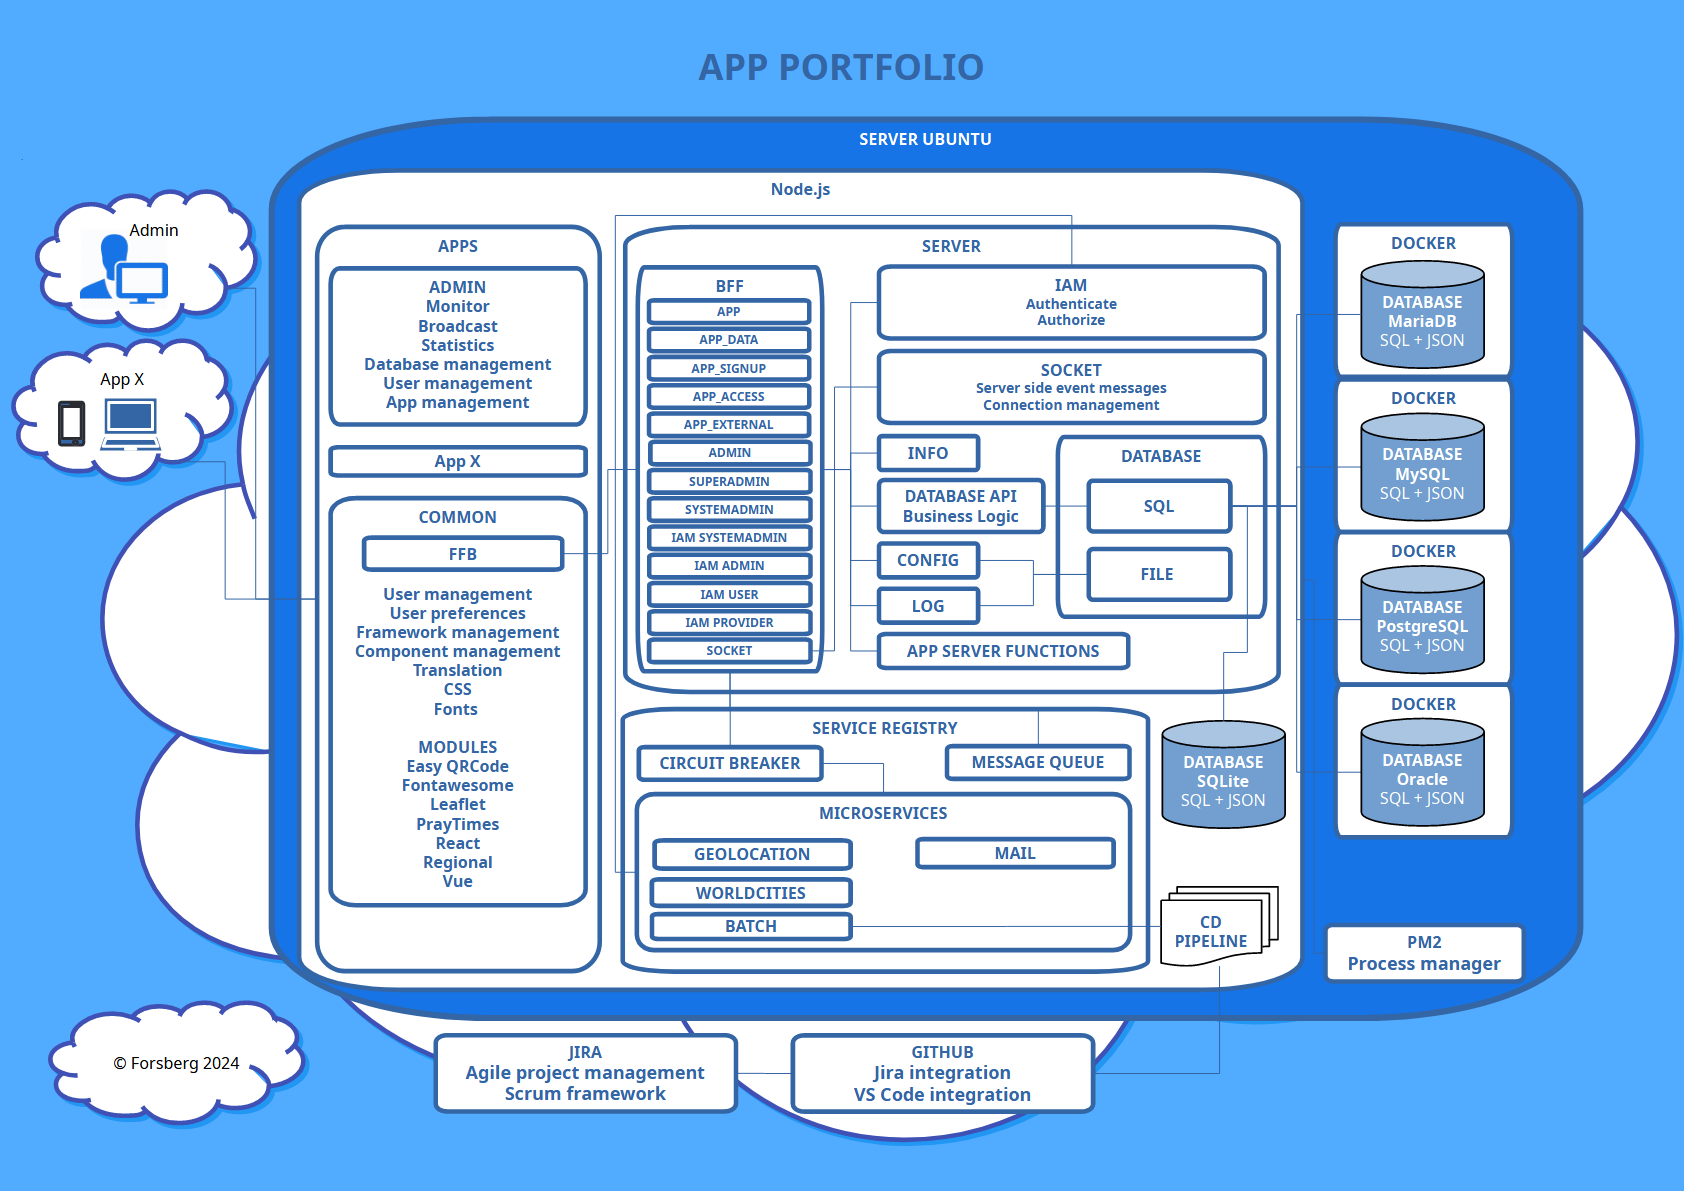 APP PORTFOLIO
SERVER UBUNTU
Node.js
Admin
App X
APPS
ADMIN
Monitor
Broadcast
Statistics
Database management
User management
App management
App X
COMMON
FFB
User management
User preferences
Framework management
Component management
Translation
CSS
Fonts
MODULES
Easy QRCode
Fontawesome
Leaflet
PrayTimes
React
Regional
Vue
SERVER
BFF
APP
APP_DATA
APP_SIGNUP
APP_ACCESS
APP_EXTERNAL
ADMIN
SUPERADMIN
SYSTEMADMIN
IAM SYSTEMADMIN
IAM ADMIN
IAM USER
IAM PROVIDER
SOCKET
IAM
Authenticate
Authorize
SOCKET
Server side event messages
Connection management
INFO
DATABASE API
Business Logic
CONFIG
LOG
APP SERVER FUNCTIONS
DATABASE
SQL
FILE
SERVICE REGISTRY
CIRCUIT BREAKER
MESSAGE QUEUE
MICROSERVICES
GEOLOCATION
MAIL
WORLDCITIES
BATCH
DATABASE
SQLite
SQL + JSON
CD
PIPELINE
DOCKER
DATABASE
MariaDB
SQL + JSON
DOCKER
DATABASE
MySQL
SQL + JSON
DOCKER
DATABASE
PostgreSQL
SQL + JSON
DOCKER
DATABASE
Oracle
SQL + JSON
PM2
Process manager
JIRA
Agile project management
Scrum framework
GITHUB
Jira integration
VS Code integration
© Forsberg 2024